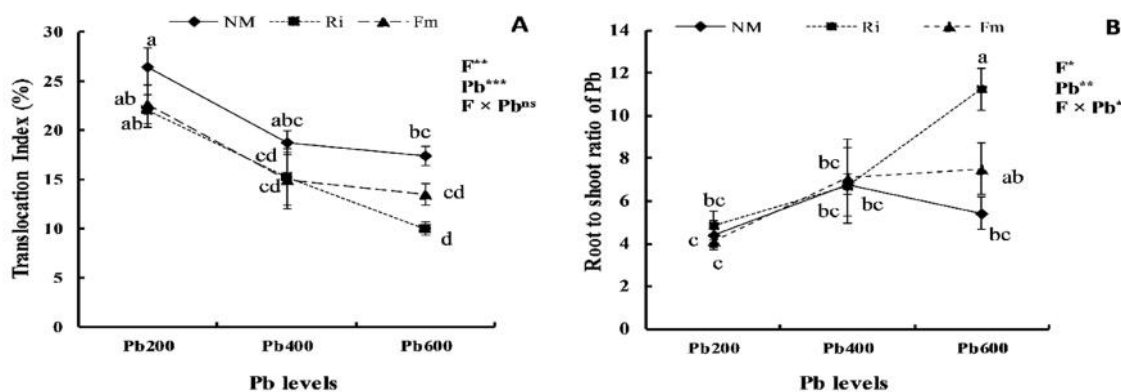 NM Ri Fm
A
30
25
20
15
10
5
0
Translocation Index (%)
a
ab
ab
abc
cd
cd
bc
cd
d
F**
Pb***
F × Pbns
Pb200 Pb400 Pb600
Pb levels
NM Ri Fm
B
14
12
10
8
6
4
2
0
Root to shoot ratio of Pb
bc
c
c
bc
bc bc
a
ab
bc
F*
Pb**
F × Pb*
Pb200 Pb400 Pb600
Pb levels